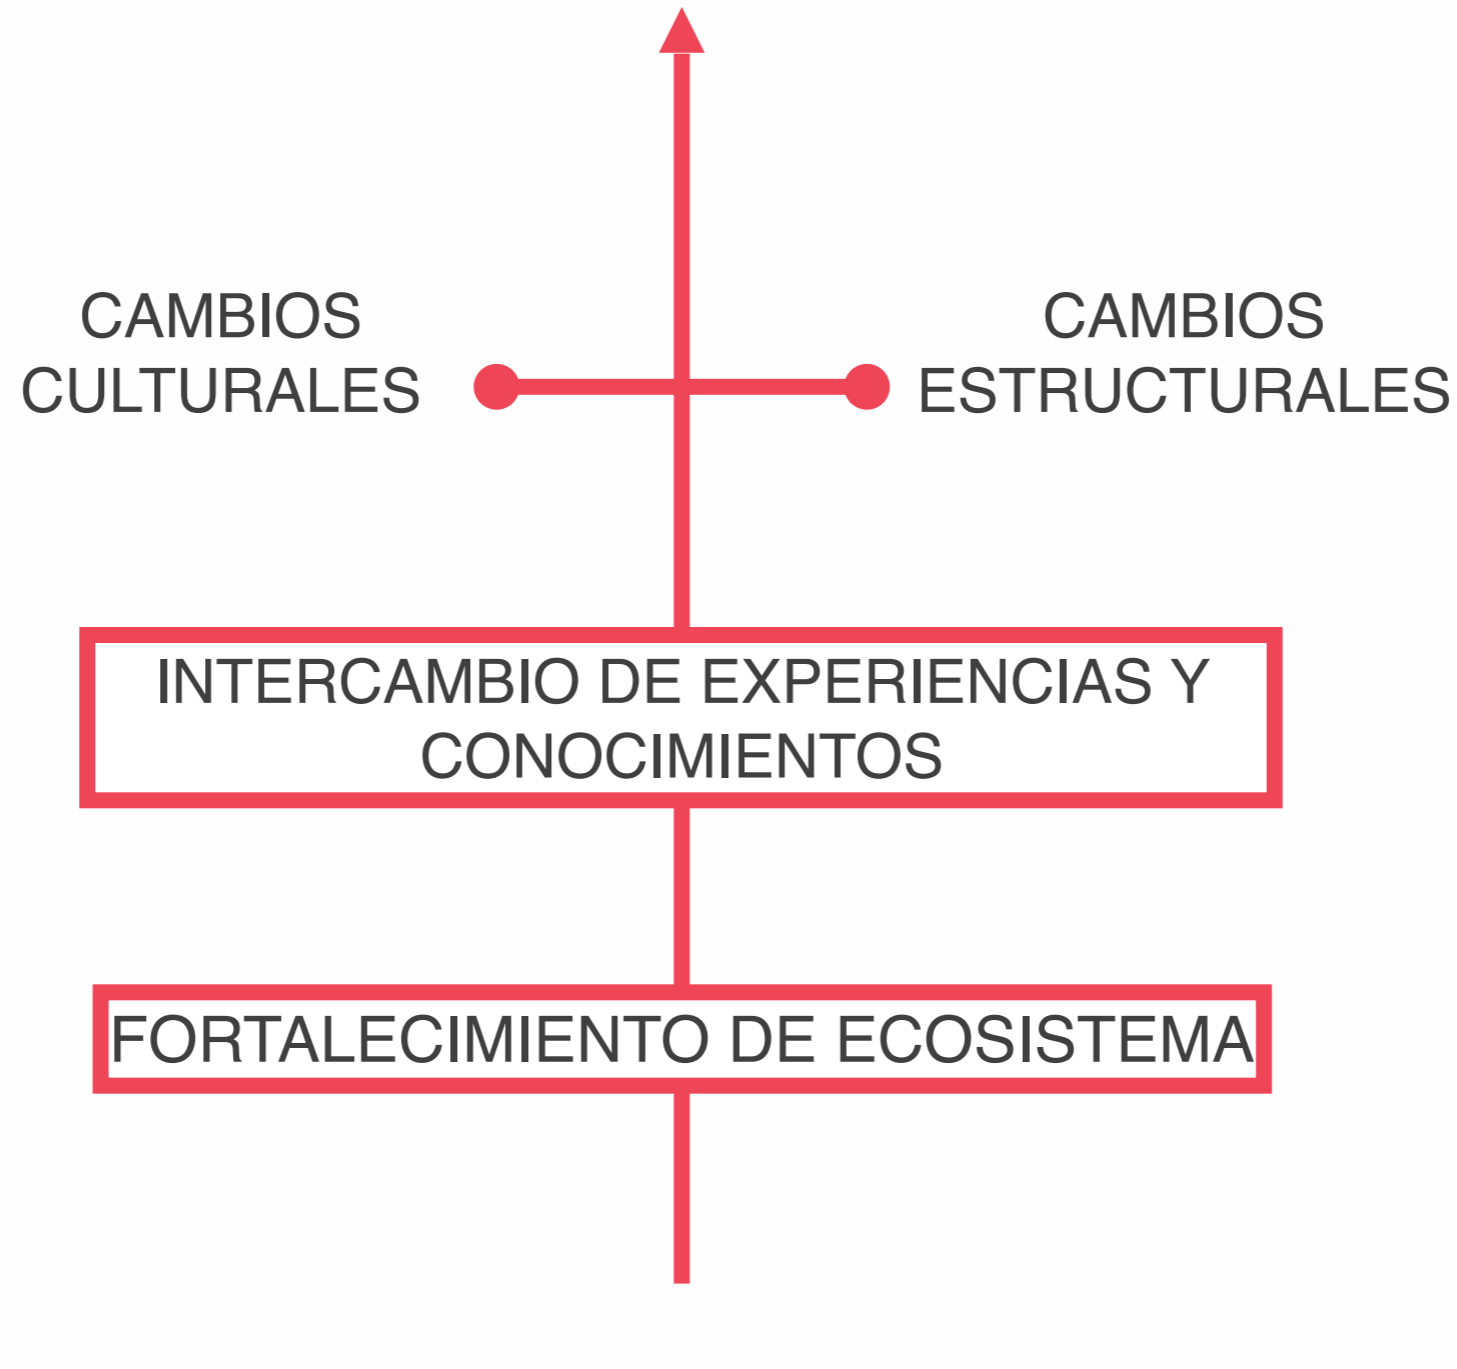 CAMBIOS
CULTURALES
CAMBIOS
ESTRUCTURALES
INTERCAMBIO DE EXPERIENCIAS Y
CONOCIMIENTOS
FORTALECIMIENTO DE ECOSISTEMA